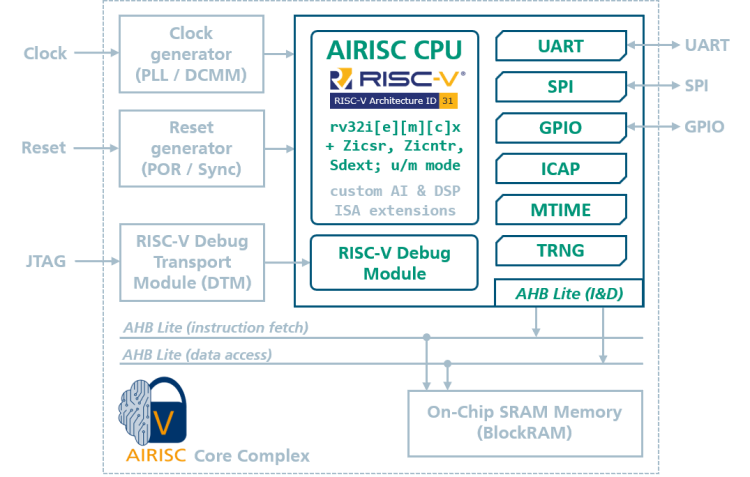 Clock
Clock
generator
(PLL / DCMM)
Reset
Reset
generator
(POR / Sync)
JTAG
RISC-V Debug
Transport
Module (DTM)
AIRISC CPU
RISC-V®
RISC-V Architecture ID 31
rv32i[e][m][c]x
+ Zicsr, Zicntr,
Sdext; u/m mode
custom AI & DSP
ISA extensions
RISC-V Debug
Module
UART
SPI
GPIO
ICAP
MTIME
TRNG
AHB Lite (I&D)
UART
SPI
GPIO
AHB Lite (instruction fetch)
AHB Lite (data access)
On-Chip SRAM Memory
(BlockRAM)
V
AIRISC Core Complex